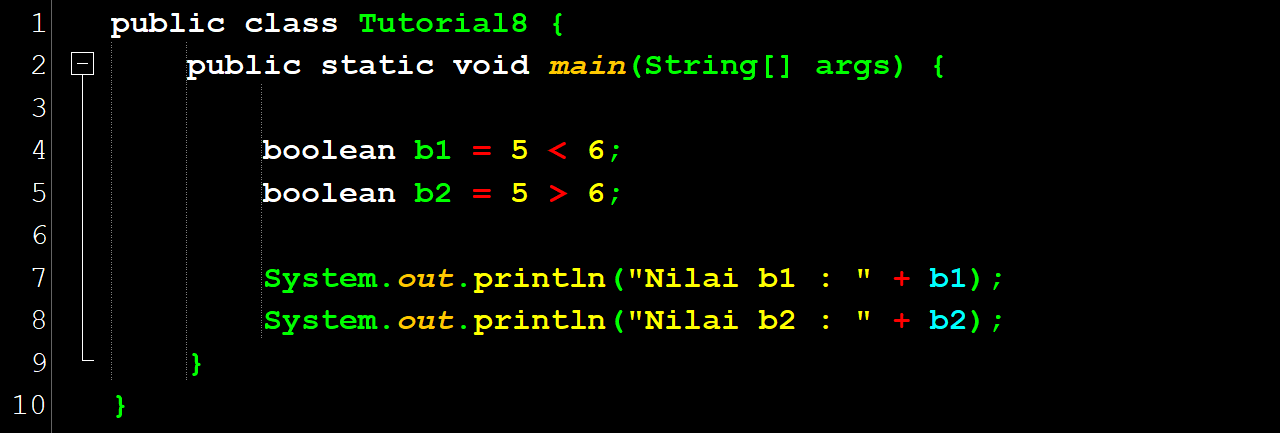 1 public class Tutorial8 {
2 public static void main(String[] args) {
3
4 boolean b1 = 5 < 6;
5 boolean b2 = 5 > 6;
6
7 System.out.println("Nilai b1 : " + b1);
8 System.out.println("Nilai b2 : " + b2);
9 }
10 }